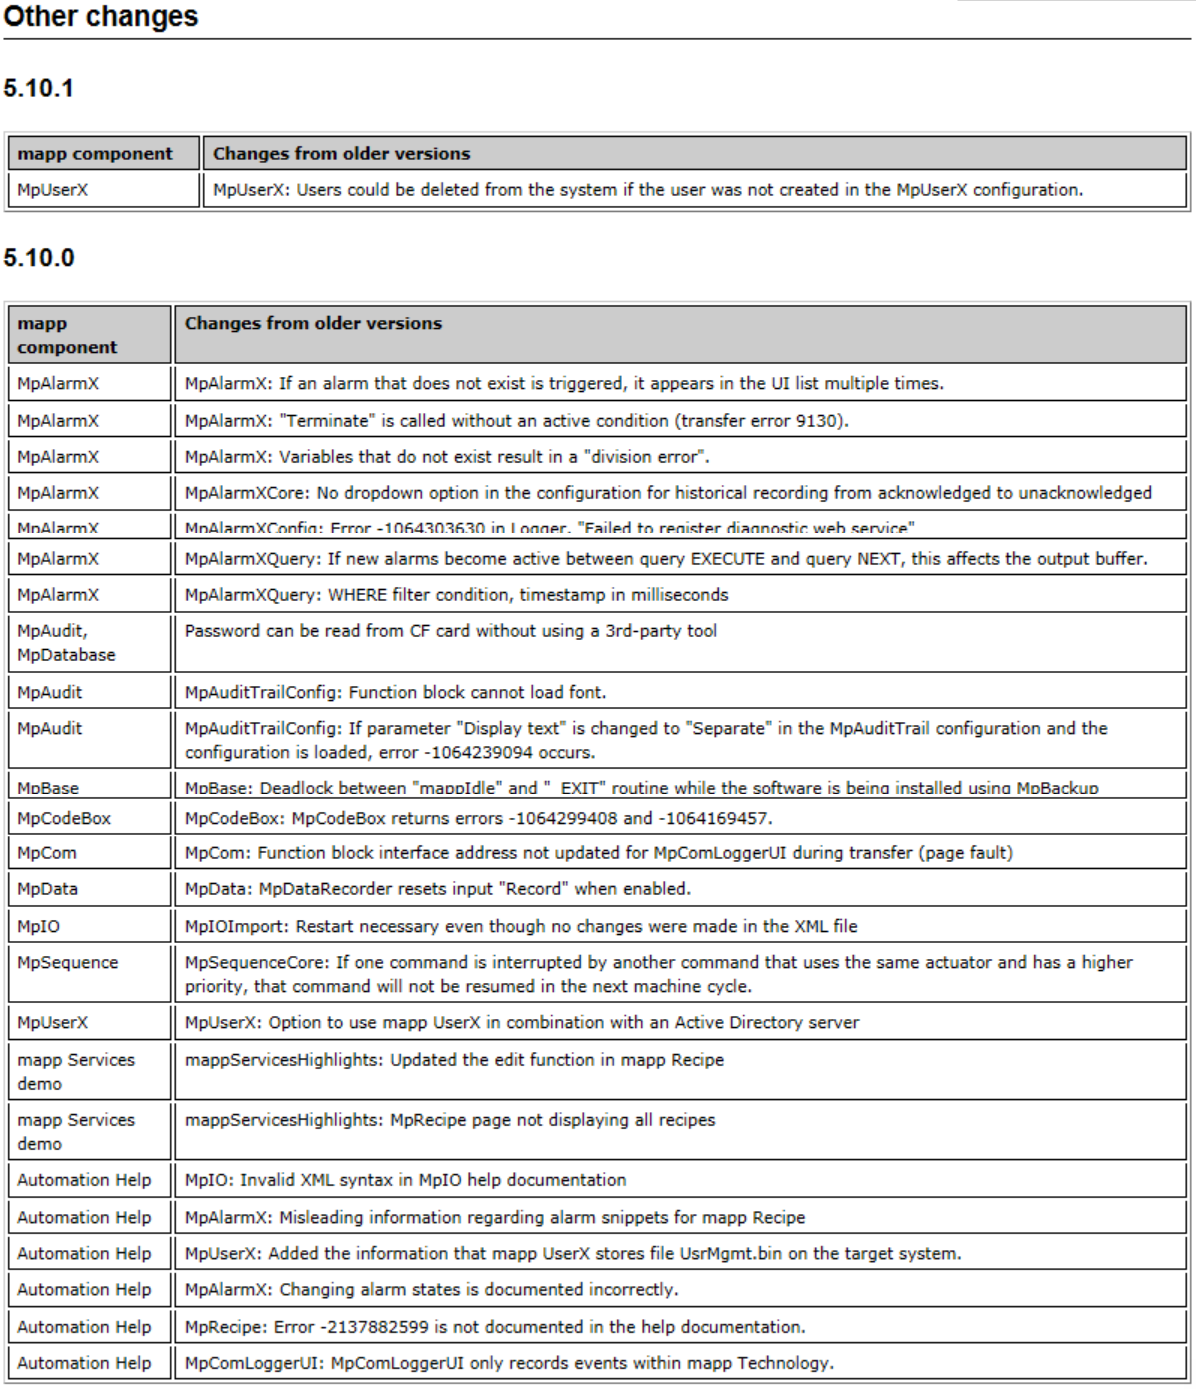 Other changes
5.10.1
mapp component Changes from older versions
MpUserX MpUserX: Users could be deleted from the system if the user was not created in the MpUserX configuration.
5.10.0
mapp
component
Changes from older versions
MpAlarmX MpAlarmX: If an alarm that does not exist is triggered, it appears in the UI list multiple times.
MpAlarmX MpAlarmX: "Terminate" is called without an active condition (transfer error 9130).
MpAlarmX MpAlarmX: Variables that do not exist result in a "division error".
MpAlarmX MpAlarmXCore: No dropdown option in the configuration for historical recording from acknowledged to unacknowledged
MpAlarmX MpAlarmXConfig: Error -1064303630 in Logger. "Failed to register diagnostic web service"
MpAlarmX MpAlarmXQuery: If new alarms become active between query EXECUTE and query NEXT, this affects the output buffer.
MpAlarmX MpAlarmXQuery: WHERE filter condition, timestamp in milliseconds
MpAudit,
MpDatabase
Password can be read from CF card without using a 3rd-party tool
MpAudit MpAuditTrailConfig: Function block cannot load font.
MpAudit MpAuditTrailConfig: If parameter "Display text" is changed to "Separate" in the MpAuditTrail configuration and the
configuration is loaded, error -1064239094 occurs.
MpBase MpBase: Deadlock between "mappIdle" and "_EXIT" routine while the software is being installed using MpBackup
MpCodeBox MpCodeBox: MpCodeBox returns errors -1064299408 and -1064169457.
MpCom MpCom: Function block interface address not updated for MpComLoggerUI during transfer (page fault)
MpData MpData: MpDataRecorder resets input "Record" when enabled.
MpIO MpIOImport: Restart necessary even though no changes were made in the XML file
MpSequence MpSequenceCore: If one command is interrupted by another command that uses the same actuator and has a higher
priority, that command will not be resumed in the next machine cycle.
MpUserX MpUserX: Option to use mapp UserX in combination with an Active Directory server
mapp Services
demo
mappServicesHighlights: Updated the edit function in mapp Recipe
mapp Services
demo
mappServicesHighlights: MpRecipe page not displaying all recipes
Automation Help MpIO: Invalid XML syntax in MpIO help documentation
Automation Help MpAlarmX: Misleading information regarding alarm snippets for mapp Recipe
Automation Help MpUserX: Added the information that mapp UserX stores file UsrMgmt.bin on the target system.
Automation Help MpAlarmX: Changing alarm states is documented incorrectly.
Automation Help MpRecipe: Error -2137882599 is not documented in the help documentation.
Automation Help MpComLoggerUI: MpComLoggerUI only records events within mapp Technology.